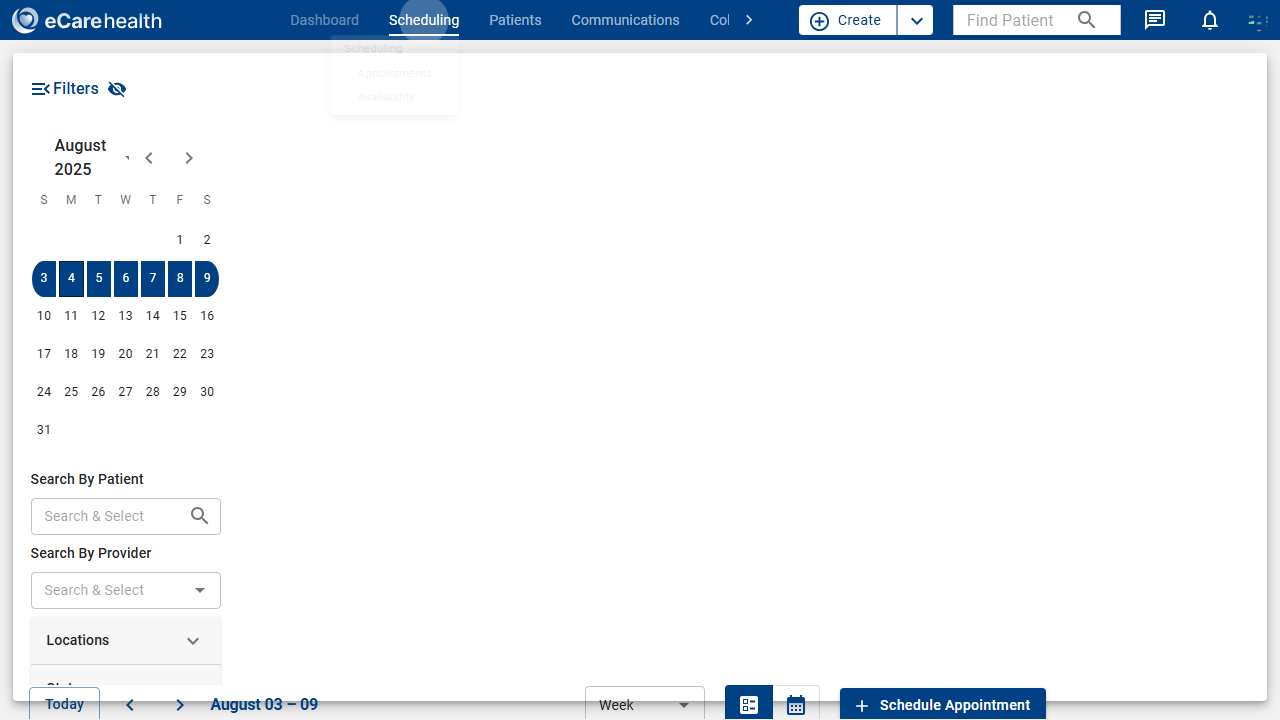 eCarehealth
Dashboard
Scheduling
Patients
Communications
Col
Create
Find Patient
Scheduling
Appointments
Availability
Filters
August
2025
S M T W T F S
1 2
3 4 5 6 7 8 9
10 11 12 13 14 15 16
17 18 19 20 21 22 23
24 25 26 27 28 29 30
31
Search By Patient
Search & Select
Search By Provider
Search & Select
Locations
Today
August 03 – 09
Week
Schedule Appointment